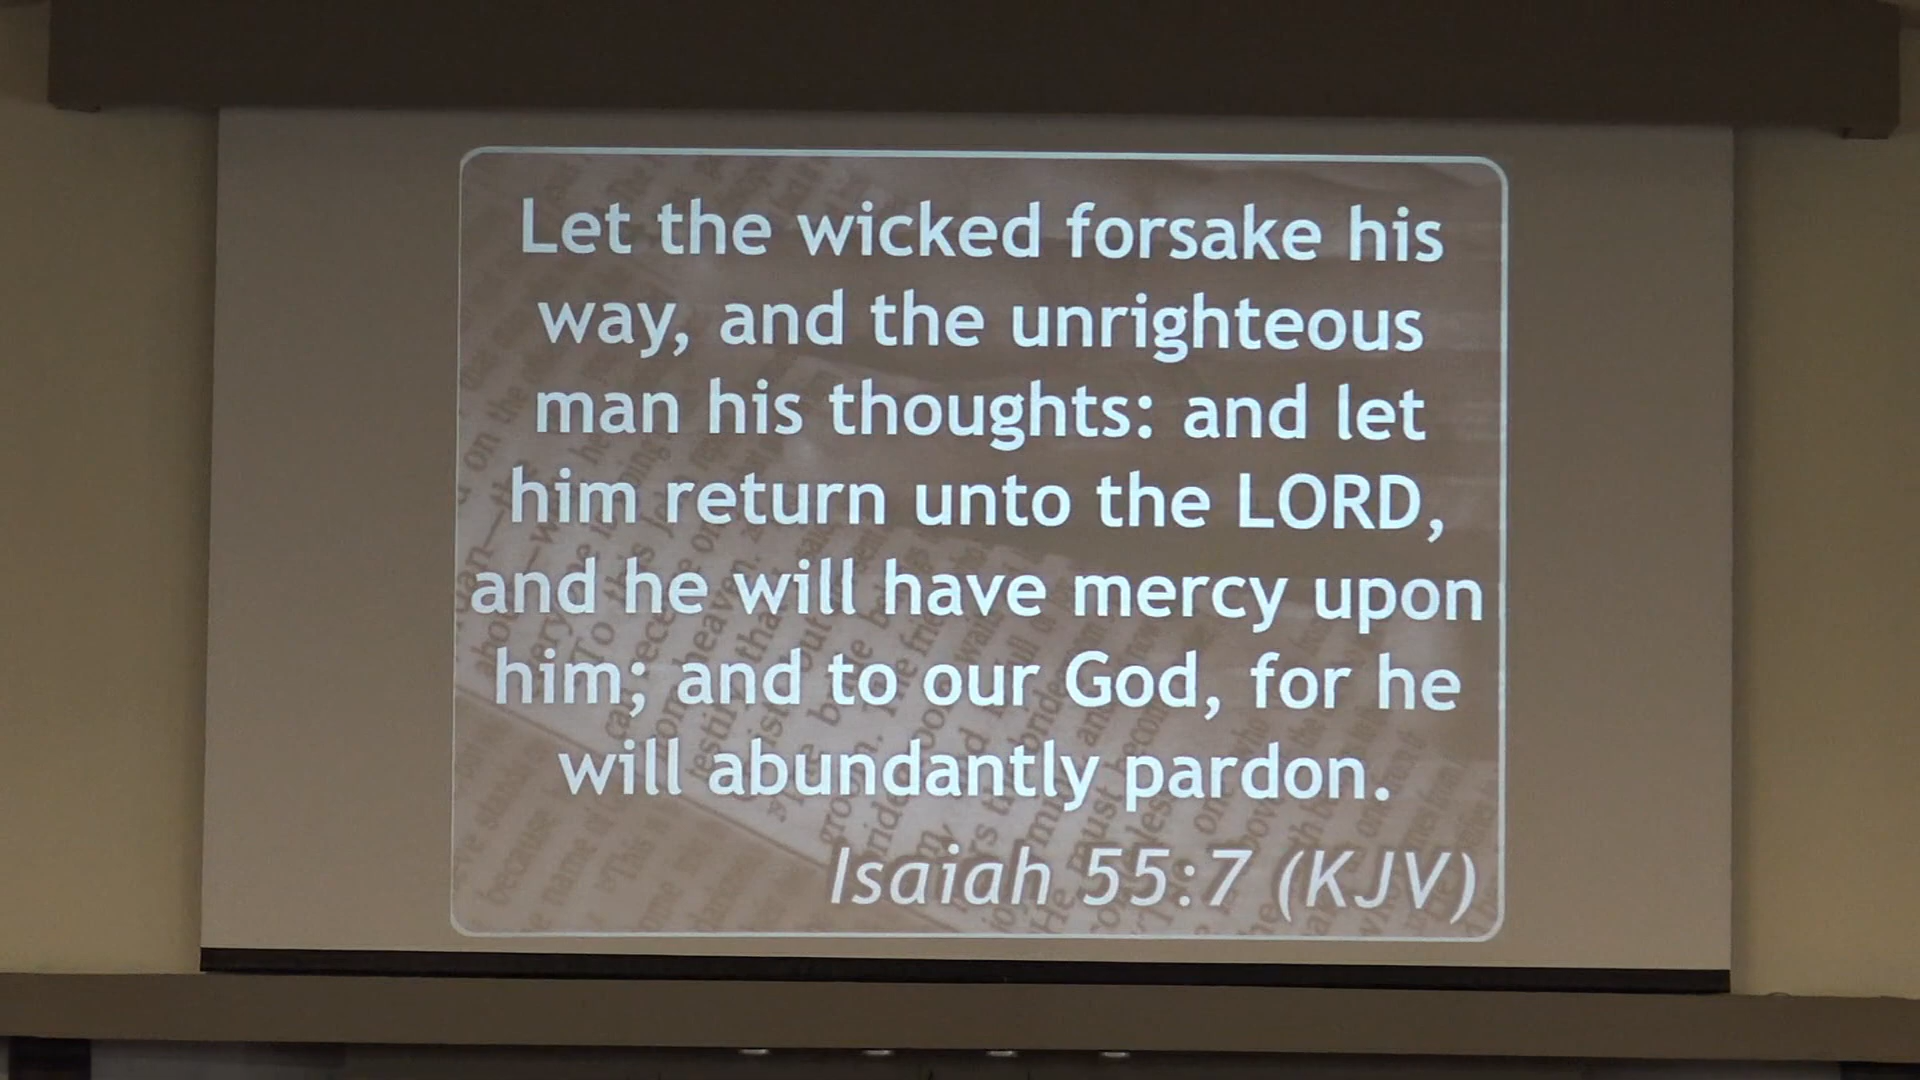 Let the wicked forsake his
way, and the unrighteous
man his thoughts: and let
him return unto the LORD,
and he will have mercy upon
him; and to our God, for he
will abundantly pardon.
Isaiah 55:7 (KJV)